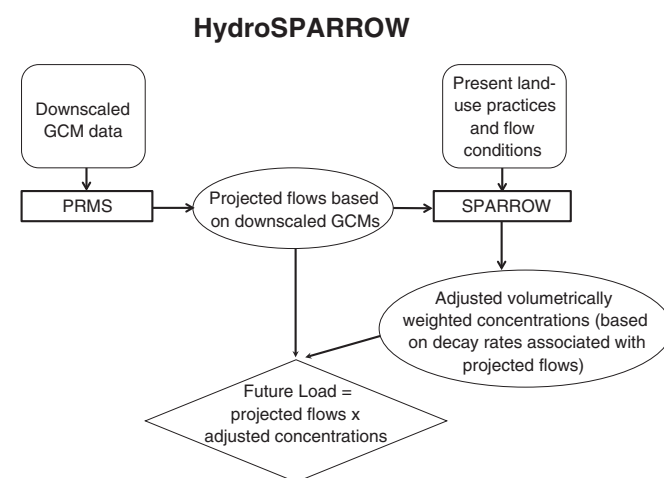 HydroSPARROW
Downscaled
GCM data
Present land-
use practices
and flow
conditions
PRMS
Projected flows based
on downscaled GCMs
SPARROW
Adjusted volumetrically
weighted concentrations (based
on decay rates associated with
projected flows)
Future Load =
projected flows x
adjusted concentrations